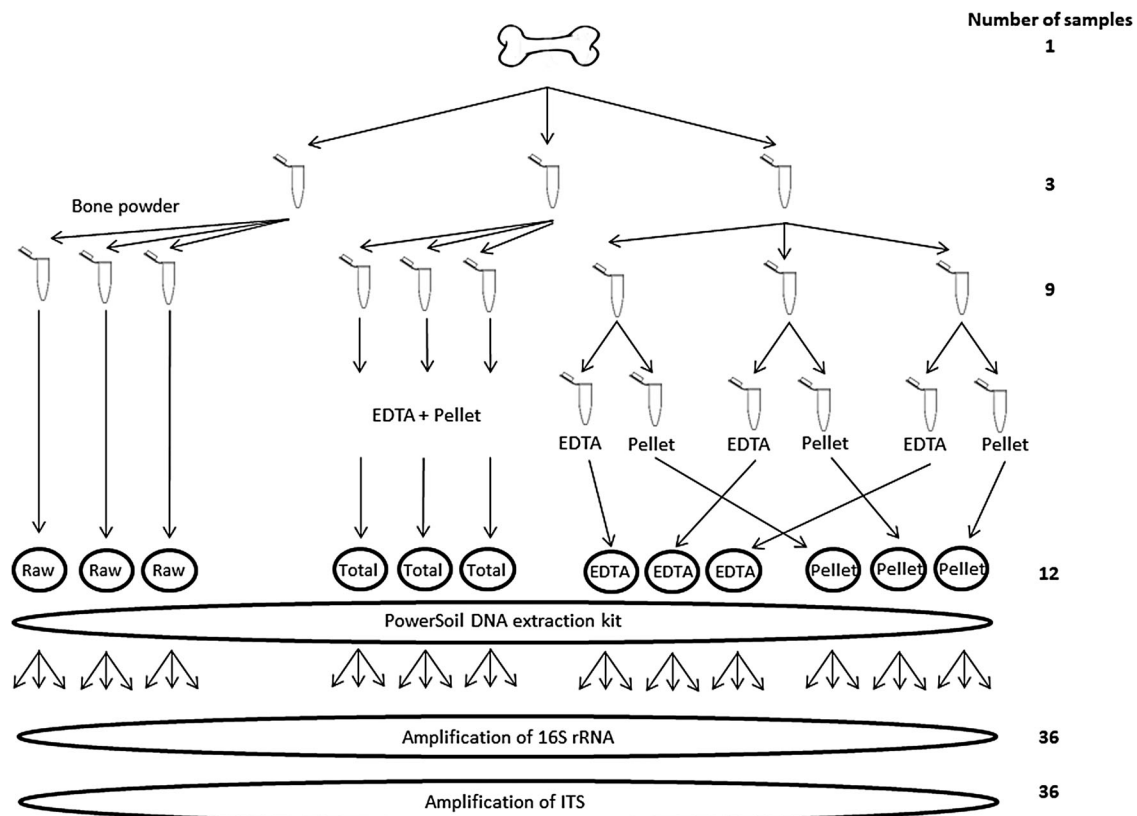 Number of samples
1
3
Bone powder
9
EDTA + Pellet
EDTA Pellet EDTA Pellet EDTA Pellet
Raw Raw Raw Total Total Total EDTA EDTA EDTA Pellet Pellet Pellet 12
PowerSoil DNA extraction kit
Amplification of 16S rRNA 36
Amplification of ITS 36